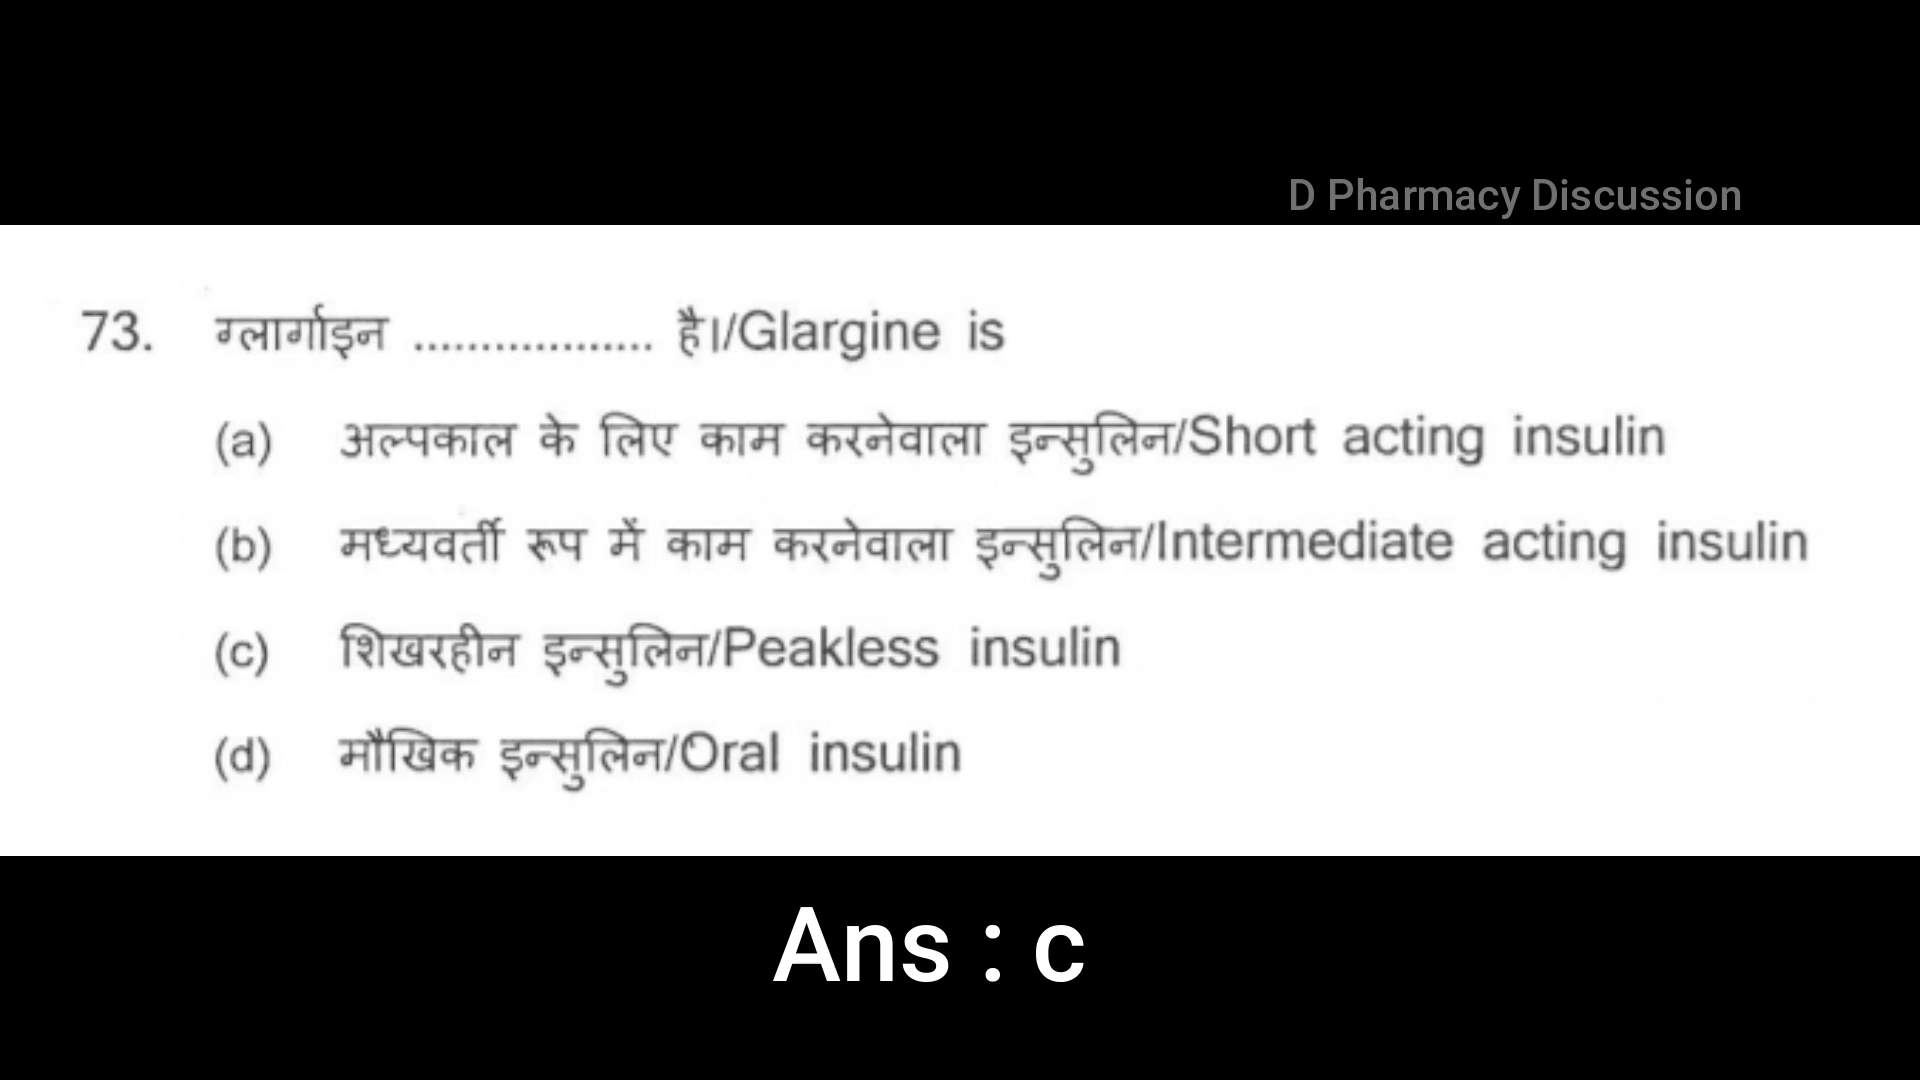 D Pharmacy Discussion
73. ग्लार्गाइन .................. है।/Glargine is
(a) अल्पकाल के लिए काम करनेवाला इन्सुलिन/Short acting insulin
(b) मध्यवर्ती रूप में काम करनेवाला इन्सुलिन/Intermediate acting insulin
(c) शिखरहीन इन्सुलिन/Peakless insulin
(d) मौखिक इन्सुलिन/Oral insulin
Ans : c